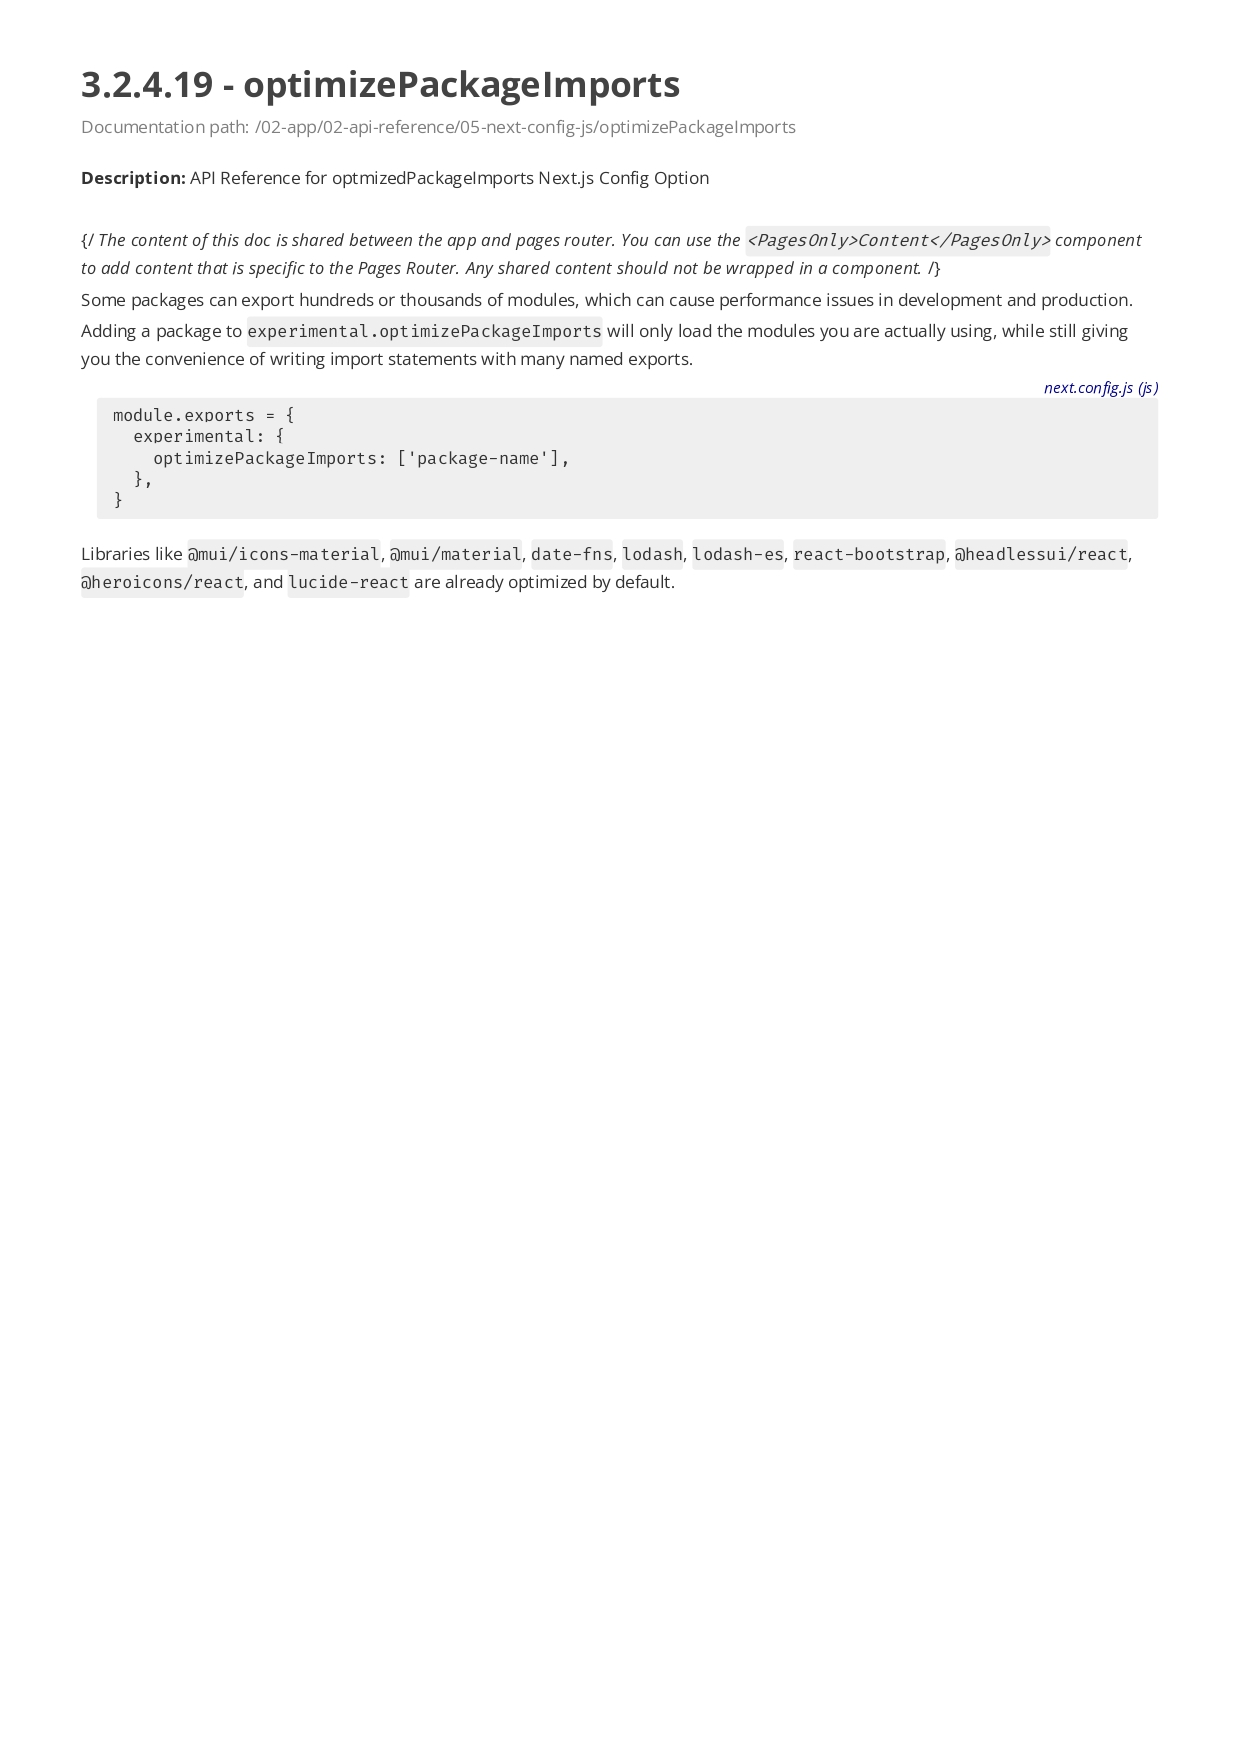 3.2.4.19 - optimizePackageImports
Documentation path: /02-app/02-api-reference/05-next-config-js/optimizePackageImports
Description: API Reference for optmizedPackageImports Next.js Config Option
{/ The content of this doc is shared between the app and pages router. You can use the <PagesOnly>Content</PagesOnly> component
to add content that is specific to the Pages Router. Any shared content should not be wrapped in a component. /}
Some packages can export hundreds or thousands of modules, which can cause performance issues in development and production.
Adding a package to experimental.optimizePackageImports will only load the modules you are actually using, while still giving
you the convenience of writing import statements with many named exports.
next.config.js (js)
module.exports = {
  experimental: {
    optimizePackageImports: ['package-name'],
  },
}
Libraries like @mui/icons-material, @mui/material, date-fns, lodash, lodash-es, react-bootstrap, @headlessui/react,
@heroicons/react, and lucide-react are already optimized by default.